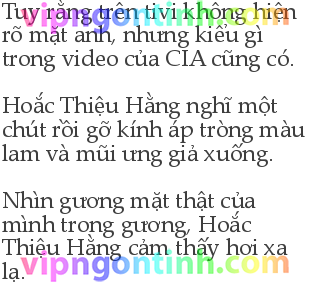 Tuy rằng trên tivi không hiện
rõ mặt anh, nhưng kiểu gì
trong video của CIA cũng có.
Hoắc Thiệu Hằng nghĩ một
chút rồi gỡ kính áp tròng màu
lam và mũi ưng giả xuống.
Nhìn gương mặt thật của
mình trong gương, Hoắc
Thiệu Hằng cảm thấy hơi xa
lạ.
vipngontinh.com
vipngontinh.com